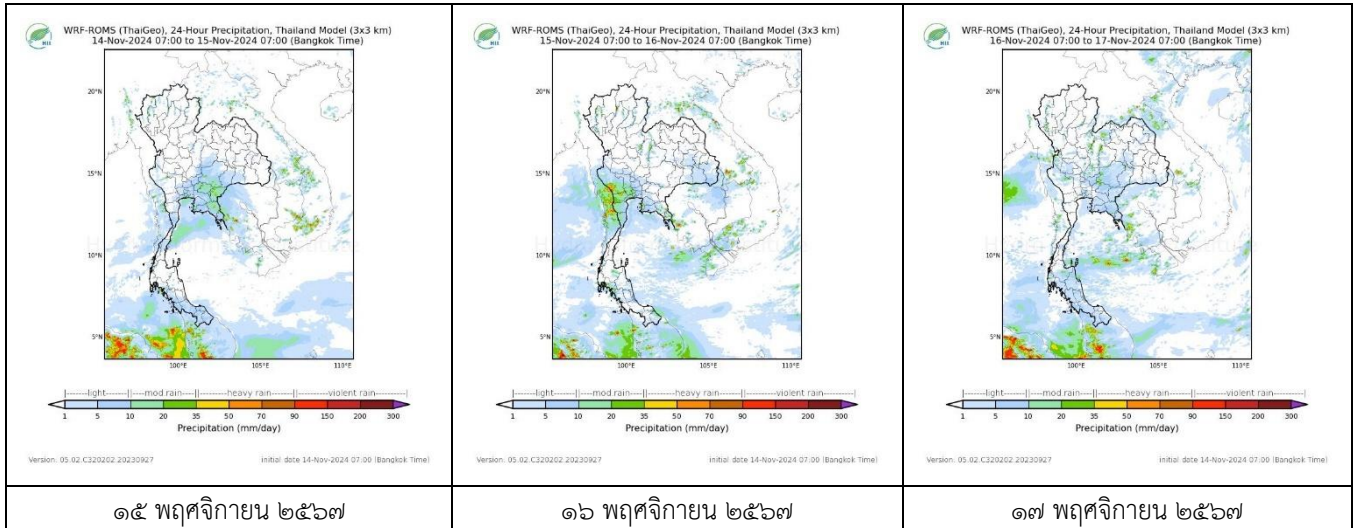 WRF-ROMS (ThaiGeo), 24-Hour Precipitation, Thailand Model (3x3 km)
14-Nov-2024 07:00 to 15-Nov-2024 07:00 (Bangkok Time)
HII
20°N
15°N
10°N
5°N
100°E
105°E
110°E
light
mod rain
heavy rain
violent rain
1 5 10 20 35 50 70 90 150 200 300
Precipitation (mm/day)
Version: 05.02.C320202.20230927
initial date 14-Nov-2024 07:00 (Bangkok Time)
๑๕ พฤศจิกายน ๒๕๖๗
WRF-ROMS (ThaiGeo), 24-Hour Precipitation, Thailand Model (3x3 km)
15-Nov-2024 07:00 to 16-Nov-2024 07:00 (Bangkok Time)
HII
20°N
15°N
10°N
5°N
100°E
105°E
110°E
light
mod rain
heavy rain
violent rain
1 5 10 20 35 50 70 90 150 200 300
Precipitation (mm/day)
Version: 05.02.C320202.20230927
initial date 14-Nov-2024 07:00 (Bangkok Time)
๑๖ พฤศจิกายน ๒๕๖๗
WRF-ROMS (ThaiGeo), 24-Hour Precipitation, Thailand Model (3x3 km)
16-Nov-2024 07:00 to 17-Nov-2024 07:00 (Bangkok Time)
HII
20°N
15°N
10°N
5°N
100°E
105°E
110°E
light
mod rain
heavy rain
violent rain
1 5 10 20 35 50 70 90 150 200 300
Precipitation (mm/day)
Version: 05.02.C320202.20230927
initial date 14-Nov-2024 07:00 (Bangkok Time)
๑๗ พฤศจิกายน ๒๕๖๗